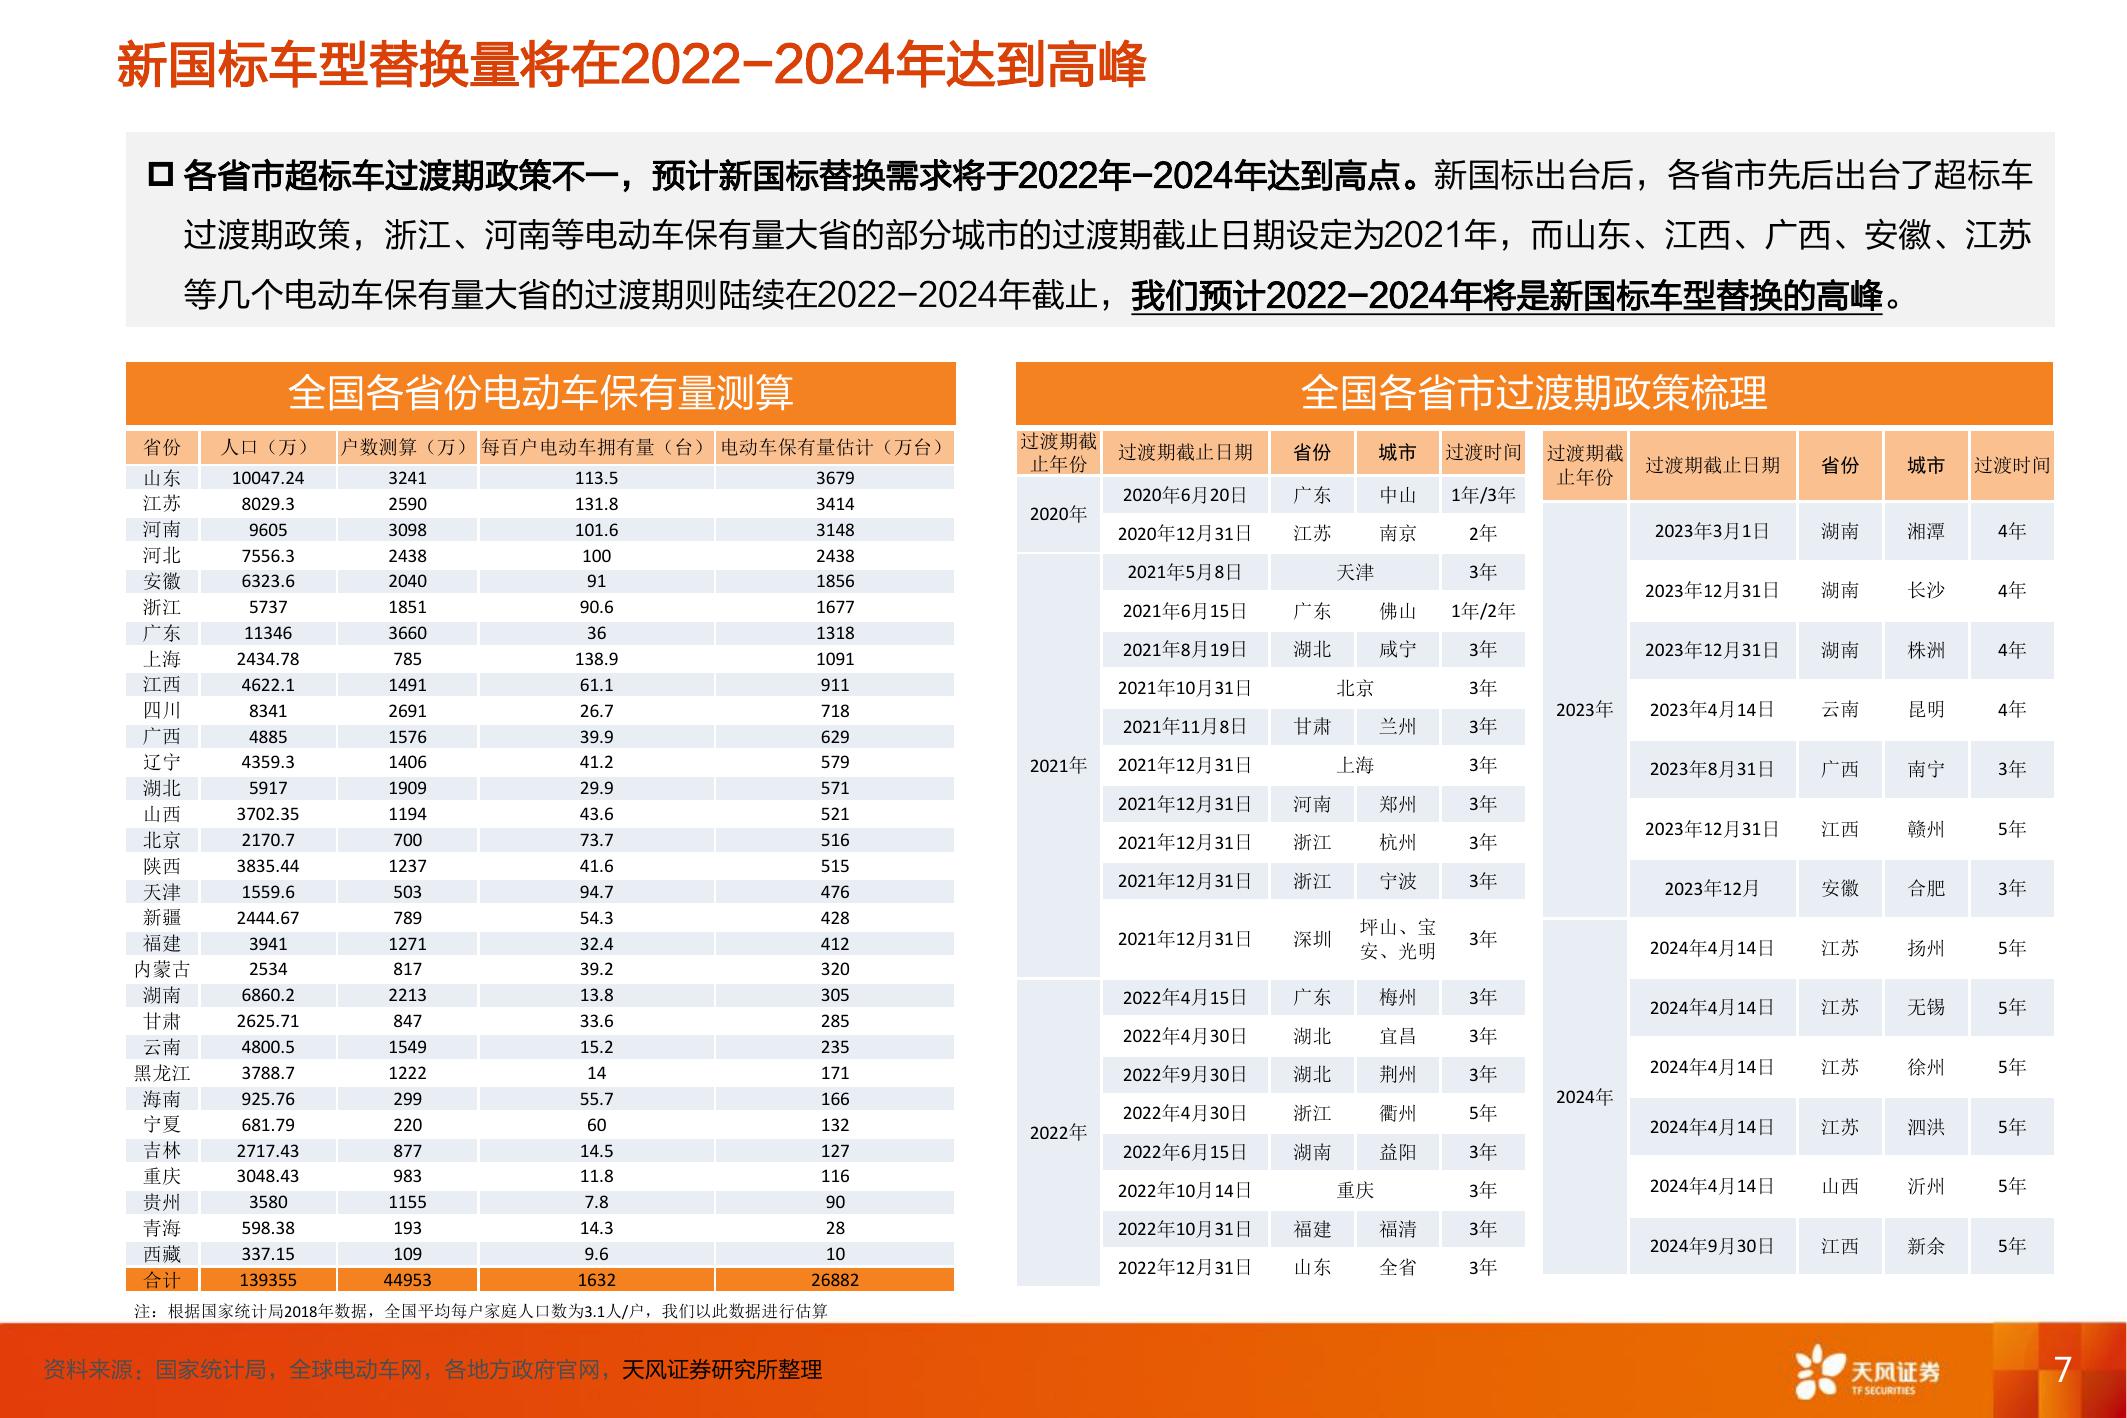 新国标车型替换量将在2022-2024年达到高峰
各省市超标车过渡期政策不一，预计新国标替换需求将于2022年-2024年达到高点。新国标出台后，各省市先后出台了超标车
过渡期政策，浙江、河南等电动车保有量大省的部分城市的过渡期截止日期设定为2021年，而山东、江西、广西、安徽、江苏
等几个电动车保有量大省的过渡期则陆续在2022-2024年截止，我们预计2022-2024年将是新国标车型替换的高峰。
全国各省份电动车保有量测算
省份 人口（万） 户数测算（万） 每百户电动车拥有量（台） 电动车保有量估计（万台）
山东 10047.24 3241 113.5 3679
江苏 8029.3 2590 131.8 3414
河南 9605 3098 101.6 3148
河北 7556.3 2438 100 2438
安徽 6323.6 2040 91 1856
浙江 5737 1851 90.6 1677
广东 11346 3660 36 1318
上海 2434.78 785 138.9 1091
江西 4622.1 1491 61.1 911
四川 8341 2691 26.7 718
广西 4885 1576 39.9 629
辽宁 4359.3 1406 41.2 579
湖北 5917 1909 29.9 571
山西 3702.35 1194 43.6 521
北京 2170.7 700 73.7 516
陕西 3835.44 1237 41.6 515
天津 1559.6 503 94.7 476
新疆 2444.67 789 54.3 428
福建 3941 1271 32.4 412
内蒙古 2534 817 39.2 320
湖南 6860.2 2213 13.8 305
甘肃 2625.71 847 33.6 285
云南 4800.5 1549 15.2 235
黑龙江 3788.7 1222 14 171
海南 925.76 299 55.7 166
宁夏 681.79 220 60 132
吉林 2717.43 877 14.5 127
重庆 3048.43 983 11.8 116
贵州 3580 1155 7.8 90
青海 598.38 193 14.3 28
西藏 337.15 109 9.6 10
合计 139355 44953 1632 26882
注：根据国家统计局2018年数据，全国平均每户家庭人口数为3.1人/户，我们以此数据进行估算
全国各省市过渡期政策梳理
过渡期截
止年份 过渡期截止日期 省份 城市 过渡时间
2020年 2020年6月20日 广东 中山 1年/3年
2020年12月31日 江苏 南京 2年
2021年 2021年5月8日 天津 3年
2021年6月15日 广东 佛山 1年/2年
2021年8月19日 湖北 咸宁 3年
2021年10月31日 北京 3年
2021年11月8日 甘肃 兰州 3年
2021年12月31日 上海 3年
2021年12月31日 河南 郑州 3年
2021年12月31日 浙江 杭州 3年
2021年12月31日 浙江 宁波 3年
2021年12月31日 深圳 坪山、宝
安、光明 3年
2022年 2022年4月15日 广东 梅州 3年
2022年4月30日 湖北 宜昌 3年
2022年9月30日 湖北 荆州 3年
2022年4月30日 浙江 衢州 5年
2022年6月15日 湖南 益阳 3年
2022年10月14日 重庆 3年
2022年10月31日 福建 福清 3年
2022年12月31日 山东 全省 3年
过渡期截
止年份 过渡期截止日期 省份 城市 过渡时间
2023年 2023年3月1日 湖南 湘潭 4年
2023年12月31日 湖南 长沙 4年
2023年12月31日 湖南 株洲 4年
2023年4月14日 云南 昆明 4年
2023年8月31日 广西 南宁 3年
2023年12月31日 江西 赣州 5年
2023年12月 安徽 合肥 3年
2024年 2024年4月14日 江苏 扬州 5年
2024年4月14日 江苏 无锡 5年
2024年4月14日 江苏 徐州 5年
2024年4月14日 江苏 泗洪 5年
2024年4月14日 山西 沂州 5年
2024年9月30日 江西 新余 5年
资料来源：国家统计局，全球电动车网，各地方政府官网，天风证券研究所整理
天风证券
TF SECURITIES
7